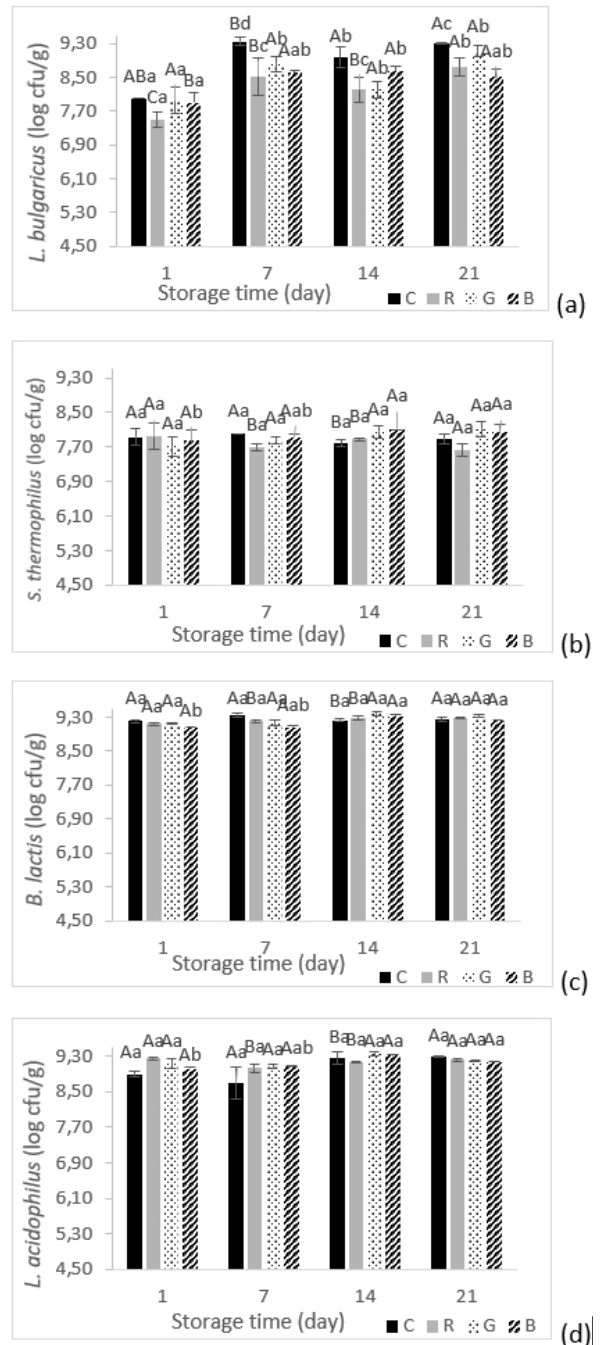 L. bulgaricus (log cfu/g)
9,30
8,50
7,70
6,90
6,10
5,30
4,50
ABa Ca Aa Ba
Bd Bc Ab Aab
Ab Bc Ab Ab
Ac Ab Ab Aab
1 7 14 21
Storage time (day)
C R G B
(a)
S. thermophilus (log cfu/g)
9,30
8,50
7,70
6,90
6,10
5,30
4,50
Aa Aa Aa Ab
Aa Ba Aa Aab
Ba Ba Aa Aa
Aa Aa Aa Aa
1 7 14 21
Storage time (day)
C R G B
(b)
B. lactis (log cfu/g)
9,30
8,50
7,70
6,90
6,10
5,30
4,50
Aa Aa Aa Ab
Aa Ba Aa Aab
Ba Ba Aa Aa
Aa Aa Aa Aa
1 7 14 21
Storage time (day)
C R G B
(c)
L. acidophilus (log cfu/g)
9,30
8,50
7,70
6,90
6,10
5,30
4,50
Aa Aa Aa Ab
Aa Ba Aa Aab
Ba Ba Aa Aa
Aa Aa Aa Aa
1 7 14 21
Storage time (day)
C R G B
(d)